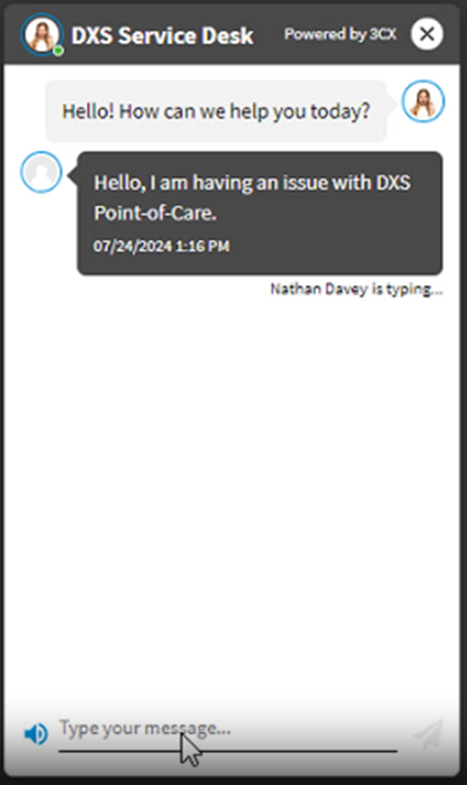 DXS Service Desk
Powered by 3CX
Hello! How can we help you today?
Hello, I am having an issue with DXS
Point-of-Care.
07/24/2024 1:16 PM
Nathan Davey is typing...
Type your message...